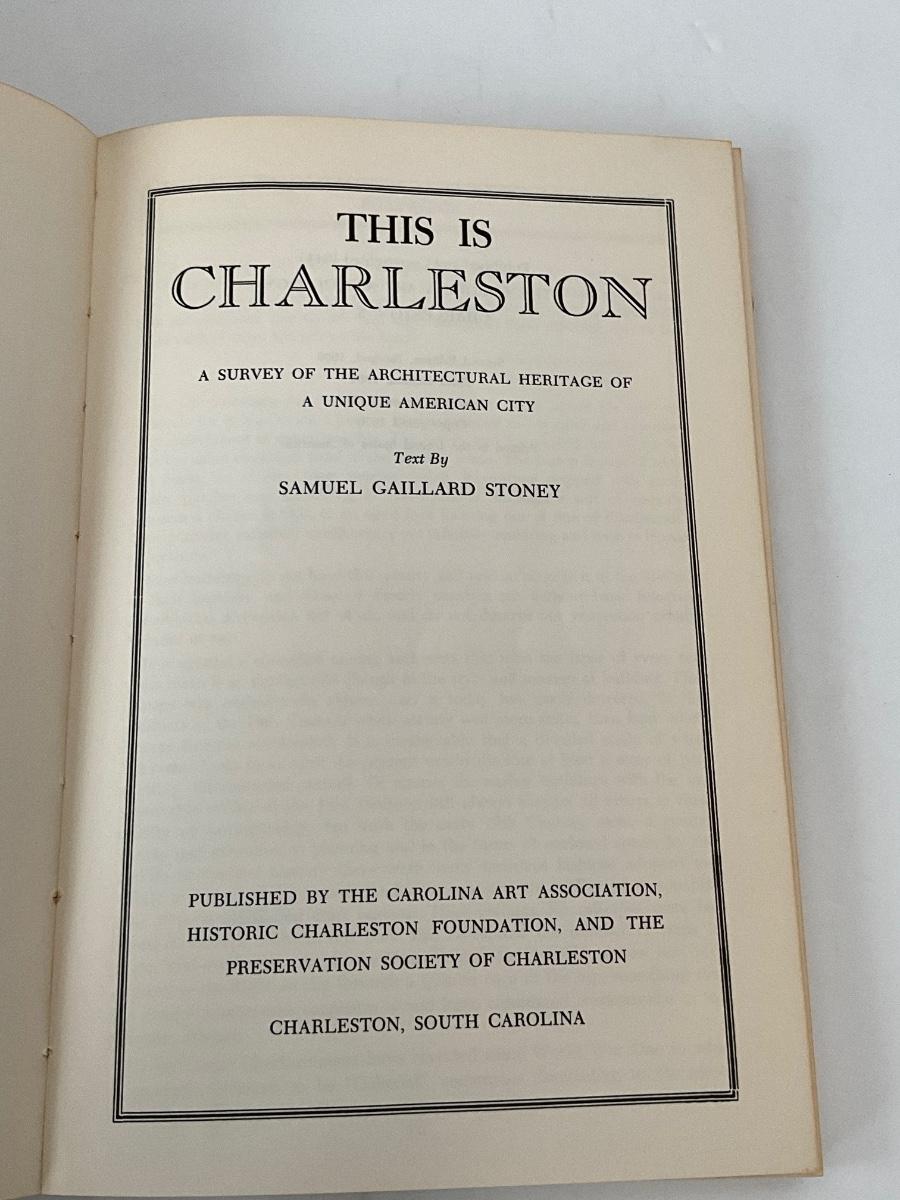 THIS IS
CHARLESTON
A SURVEY OF THE ARCHITECTURAL HERITAGE OF
A UNIQUE AMERICAN CITY
Text By
SAMUEL GAILLARD STONEY
PUBLISHED BY THE CAROLINA ART ASSOCIATION,
HISTORIC CHARLESTON FOUNDATION, AND THE
PRESERVATION SOCIETY OF CHARLESTON
CHARLESTON, SOUTH CAROLINA